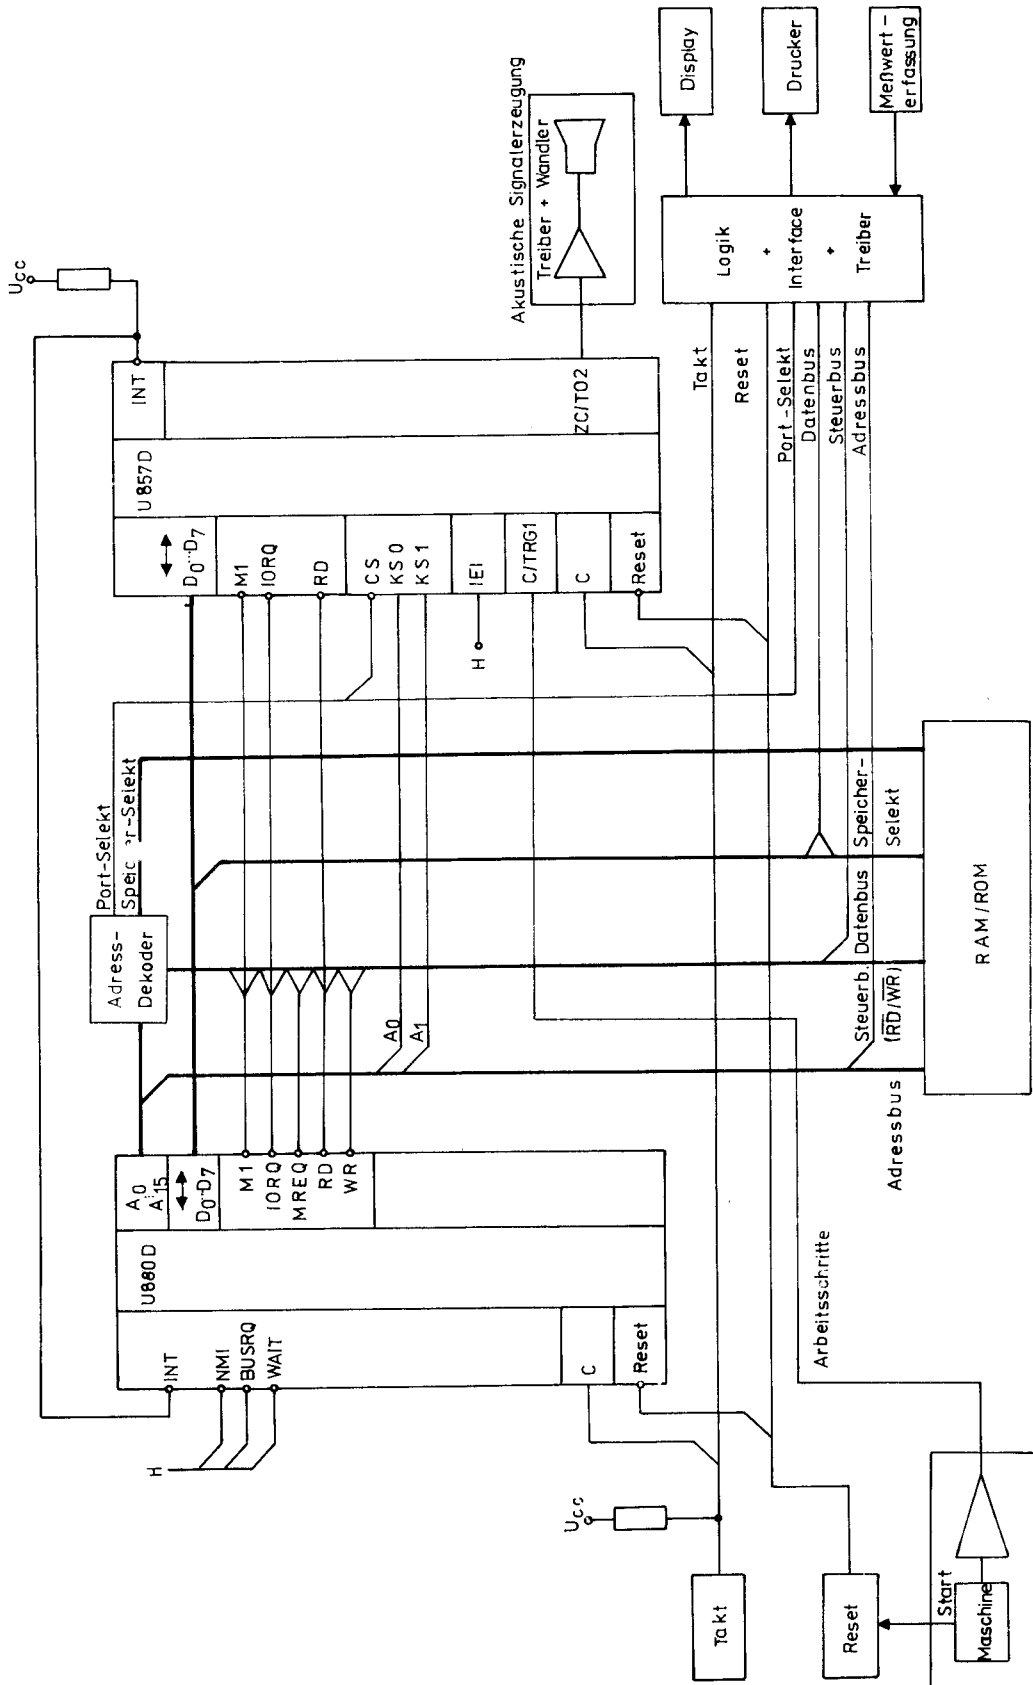 UCC
INT
NMI
BUSRQ
WAIT
H
C
Reset
U880D
A0
A15
D0...D7
M1
IORQ
MREQ
RD
WR
Adress-
Dekoder
Port-Selekt
Speicher-Selekt
A0
A1
D0...D7
M1
IORQ
RD
CS
KS0
KS1
IEI
C/TRG1
C
Reset
U857D
INT
ZC/TO2
H
UCC
Akustische Signalerzeugung
Treiber + Wandler
Takt
Reset
Port-Selekt
Datenbus
Steuerbus
Adressbus
Logik
+
Interface
+
Treiber
Display
Drucker
Meßwert-
erfassung
Adressbus
Steuerb.
(RD/WR)
Datenbus
Speicher-
Selekt
RAM/ROM
Arbeitsschritte
Takt
Reset
Start
Maschine